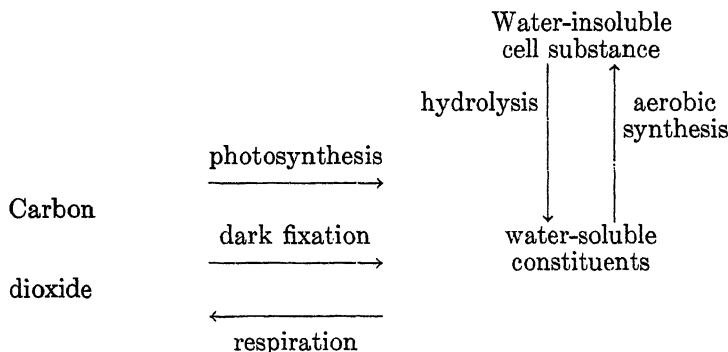 Water-insoluble
cell substance
hydrolysis
aerobic
synthesis
photosynthesis
Carbon
dark fixation
water-soluble
constituents
dioxide
respiration